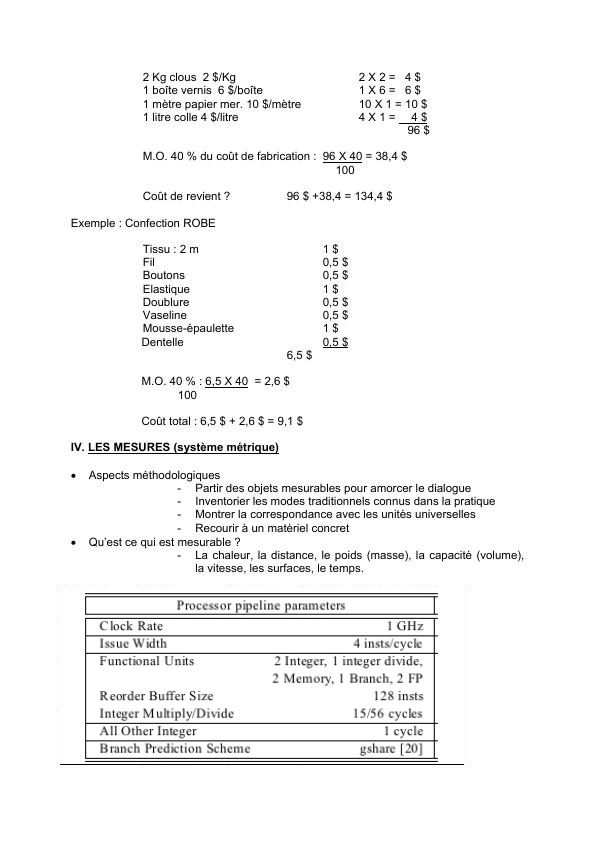 2 Kg clous 2 $/Kg 2 X 2 = 4 $
1 boîte vernis 6 $/boîte 1 X 6 = 6 $
1 mètre papier mer. 10 $/mètre 10 X 1 = 10 $
1 litre colle 4 $/litre 4 X 1 = 4 $
96 $
M.O. 40 % du coût de fabrication : 96 X 40 = 38,4 $
100
Coût de revient ? 96 $ +38,4 = 134,4 $
Exemple : Confection ROBE
Tissu : 2 m 1 $
Fil 0,5 $
Boutons 0,5 $
Elastique 1 $
Doublure 0,5 $
Vaseline 0,5 $
Mousse-épaulette 1 $
Dentelle 0,5 $
6,5 $
M.O. 40 % : 6,5 X 40 = 2,6 $
100
Coût total : 6,5 $ + 2,6 $ = 9,1 $
IV. LES MESURES (système métrique)
• Aspects méthodologiques
- Partir des objets mesurables pour amorcer le dialogue
- Inventorier les modes traditionnels connus dans la pratique
- Montrer la correspondance avec les unités universelles
- Recourir à un matériel concret
• Qu'est ce qui est mesurable ?
- La chaleur, la distance, le poids (masse), la capacité (volume),
la vitesse, les surfaces, le temps.
Processor pipeline parameters
Clock Rate 1 GHz
Issue Width 4 insts/cycle
Functional Units 2 Integer, 1 integer divide,
2 Memory, 1 Branch, 2 FP
Reorder Buffer Size 128 insts
Integer Multiply/Divide 15/56 cycles
All Other Integer 1 cycle
Branch Prediction Scheme gshare [20]